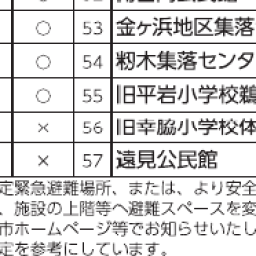 ○ 53 金ヶ浜地区集落
○ 54 籾木集落センタ
○ 55 旧平岩小学校鵜
× 56 旧幸脇小学校体
× 57 遠見公民館
定緊急避難場所、または、より安全
、施設の上階等へ避難スペースを変
市ホームページ等でお知らせいたし
定を参考にしています。